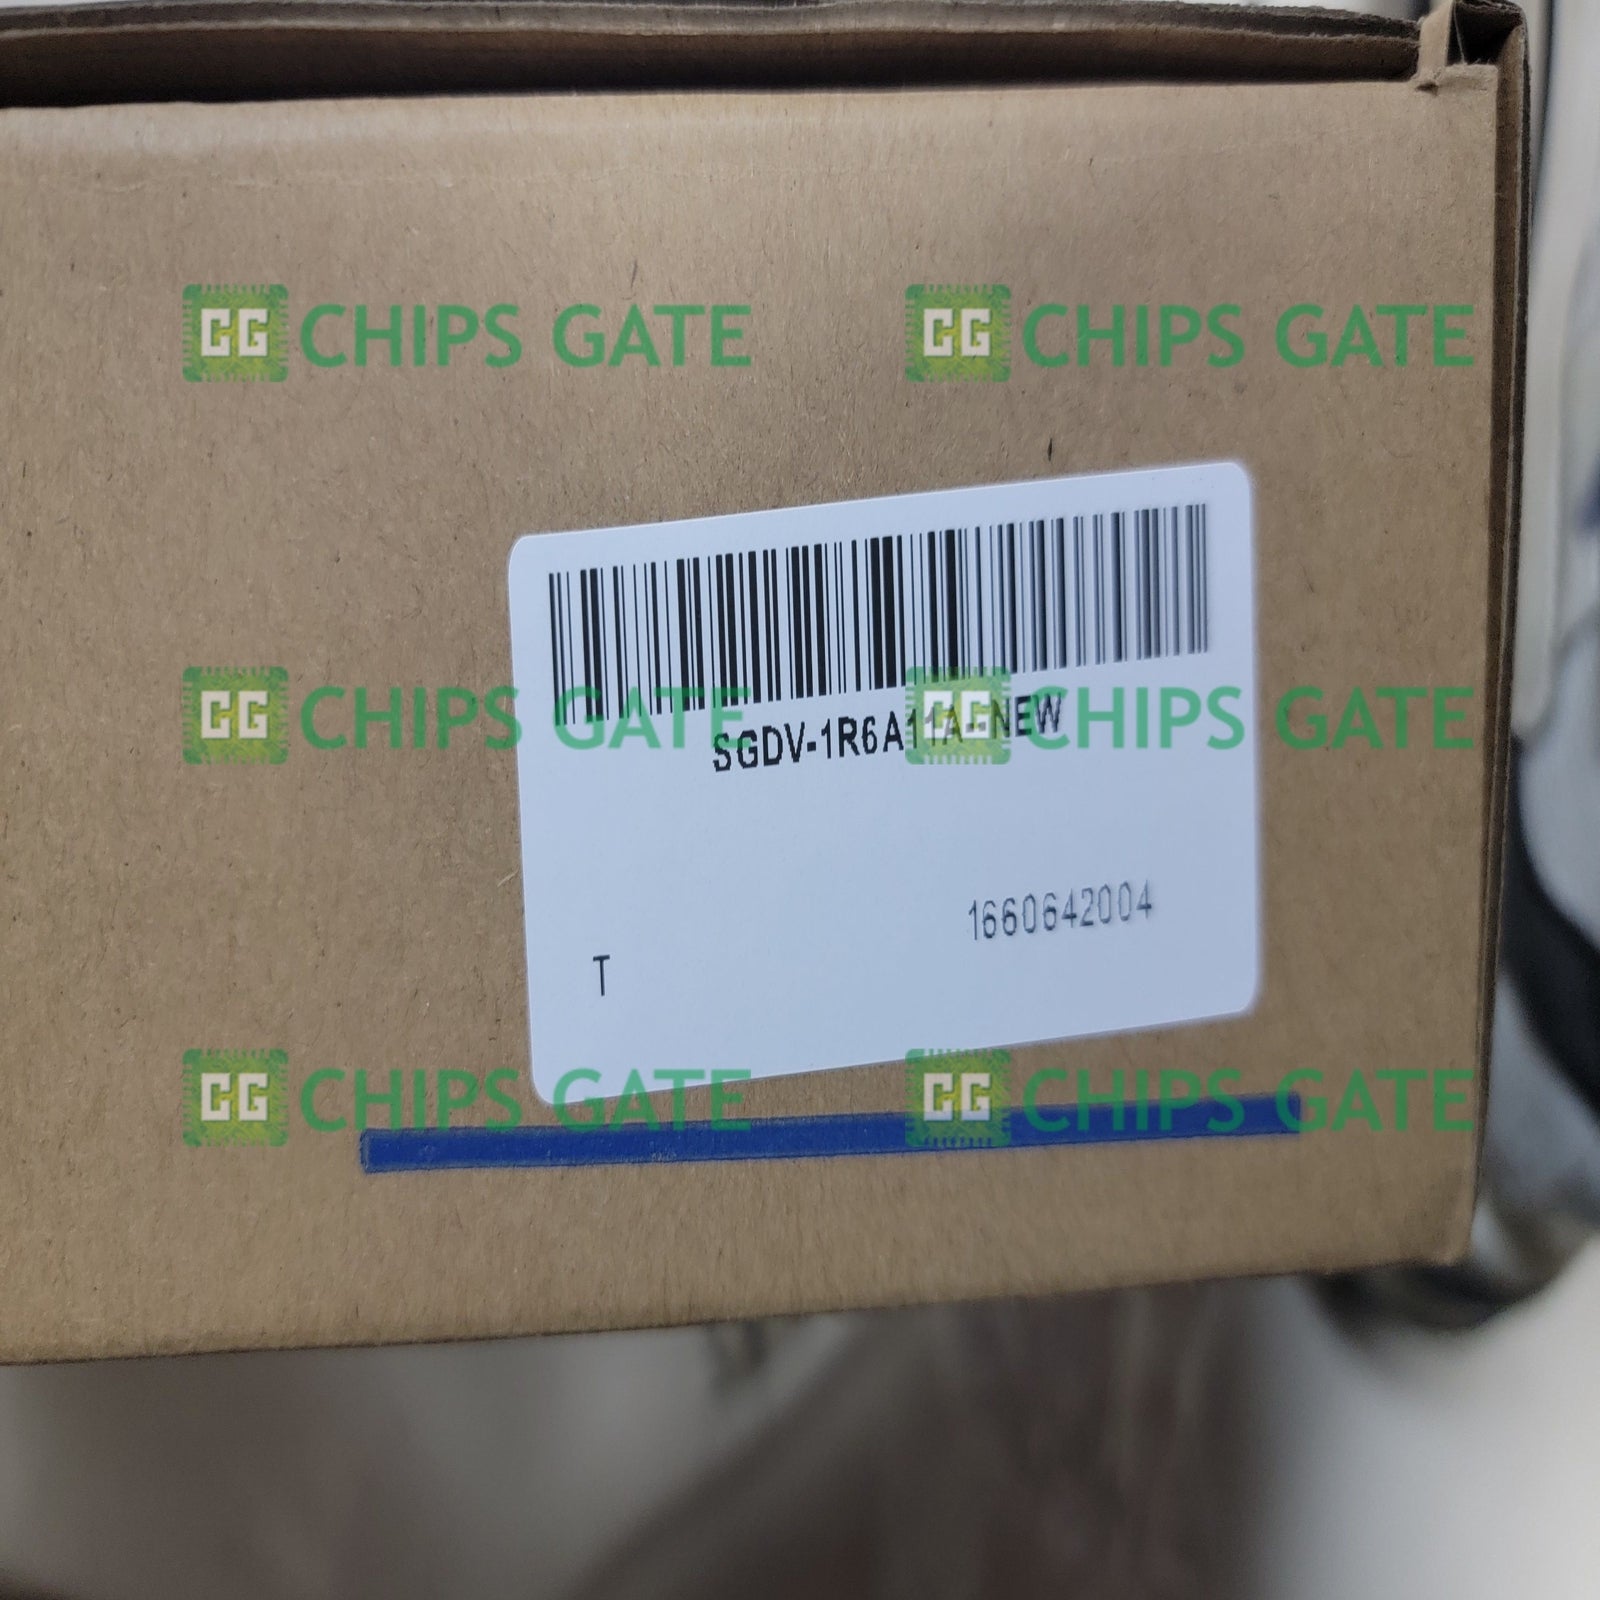 CG CHIPS GATE CG CHIPS GATE
CG CHIPS GATE CG CHIPS GATE
SGDV-1R6A11A--NEW
1660642004
T
CG CHIPS GATE CG CHIPS GATE